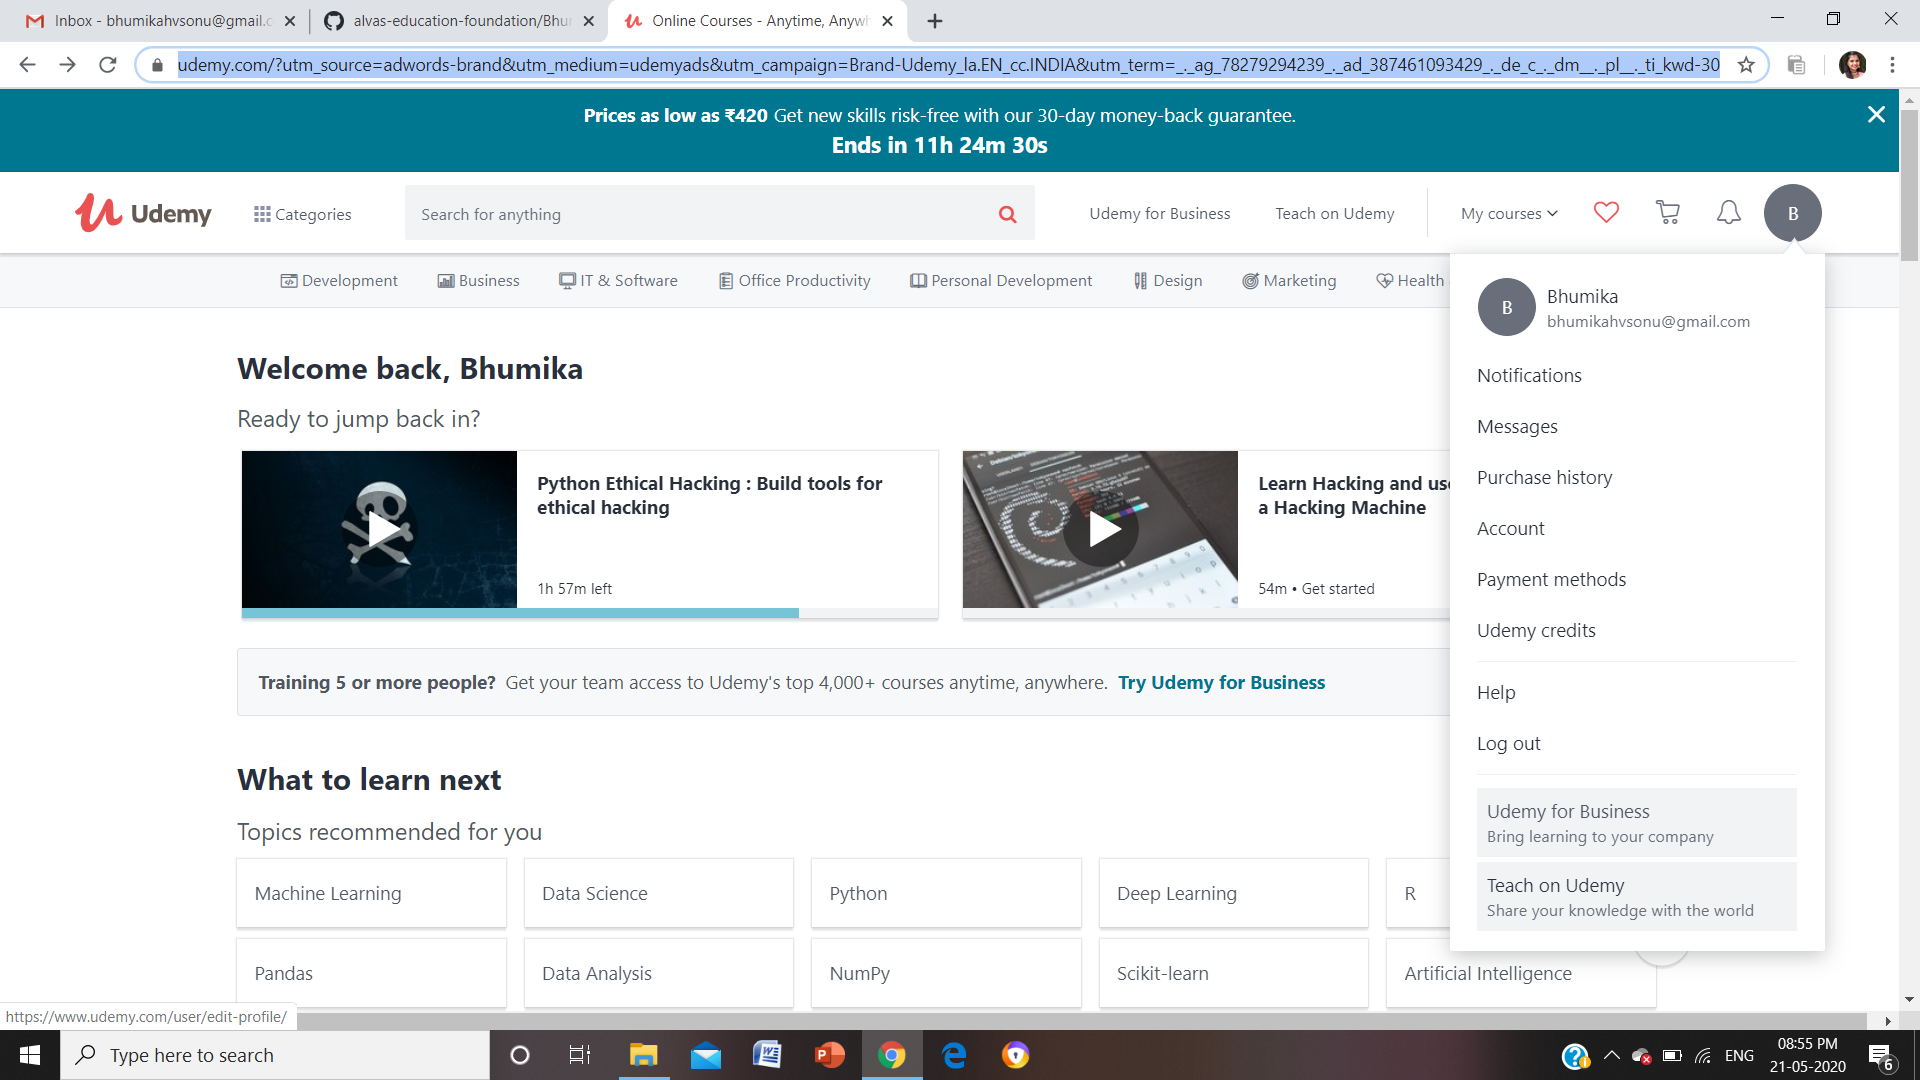 Inbox - bhumikahvsonu@gmail.c
alvas-education-foundation/Bhu
Online Courses - Anytime, Anywh
udemy.com/?utm_source=adwords-brand&utm_medium=udemyads&utm_campaign=Brand-Udemy_la.EN_cc.INDIA&utm_term=_._ag_78279294239_._ad_387461093429_._de_c_._dm__._pl__._ti_kwd-30
Prices as low as ₹420 Get new skills risk-free with our 30-day money-back guarantee.
Ends in 11h 24m 30s
Udemy
Categories
Search for anything
Udemy for Business
Teach on Udemy
My courses
B
Development
Business
IT & Software
Office Productivity
Personal Development
Design
Marketing
Health
B
Bhumika
bhumikahvsonu@gmail.com
Notifications
Messages
Purchase history
Account
Payment methods
Udemy credits
Help
Log out
Udemy for Business
Bring learning to your company
Teach on Udemy
Share your knowledge with the world
Welcome back, Bhumika
Ready to jump back in?
Python Ethical Hacking : Build tools for
ethical hacking
1h 57m left
Learn Hacking and us
a Hacking Machine
54m • Get started
Training 5 or more people? Get your team access to Udemy's top 4,000+ courses anytime, anywhere. Try Udemy for Business
What to learn next
Topics recommended for you
Machine Learning
Data Science
Python
Deep Learning
R
Pandas
Data Analysis
NumPy
Scikit-learn
Artificial Intelligence
https://www.udemy.com/user/edit-profile/
Type here to search
ENG
08:55 PM
21-05-2020
6